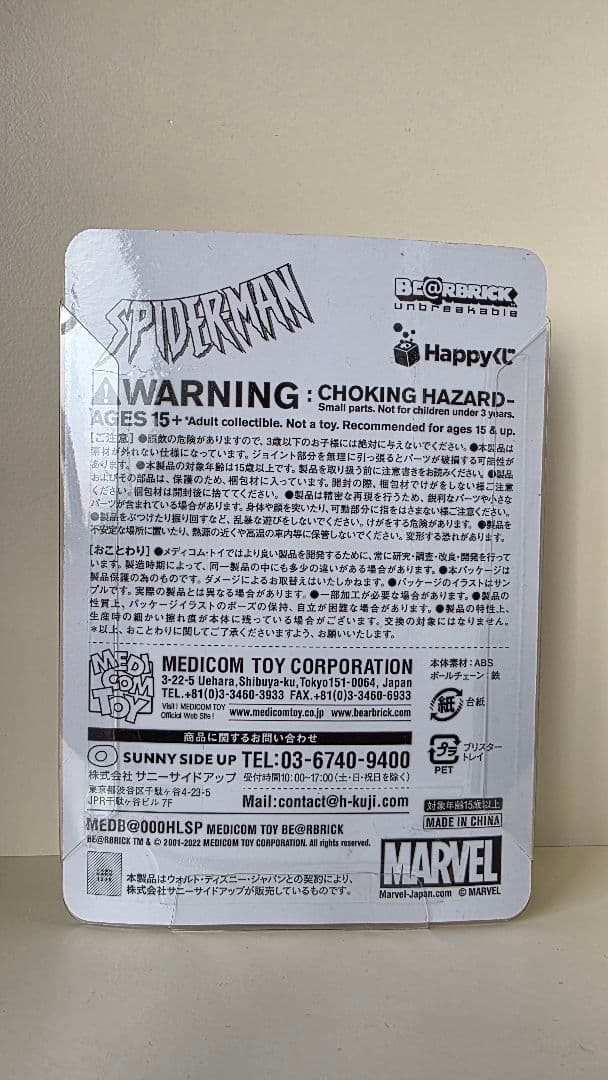 SPIDER-MAN
BE@RBRICK
unbreakable
Happyくじ
WARNING : CHOKING HAZARD-
Small parts. Not for children under 3 years.
AGES 15+ *Adult collectible. Not a toy. Recommended for ages 15 & up.
【ご注意】●誤飲の危険がありますので、3歳以下のお子様には絶対に与えないでください。●本製品は
素材が外れない仕様になっています。ジョイント部分を無理に引っ張るとパーツが破損する可能性が
あります。●本製品の対象年齢は15歳以上です。製品を取り扱う前に注意書きをお読みください。●製品
およびその部品は、保護のため、梱包材に入っています。開封の際、梱包材でけがをしない様ご注意
ください。梱包材は開封後に捨ててください。●製品は精密な再現を行うため、鋭利なパーツや小さな
パーツが含まれている場合があります。身体や顔を突いたり、可動部分に指をはさまない様ご注意ください。
●製品をぶつけたり振り回すなど、乱暴な遊びをしないでください。けがをする危険があります。●製品を
不安定な場所に置いたり、熱源の近くや高温の車内等に保管しないでください。変形する恐れがあります。
【おことわり】●メディコム・トイではより良い製品を開発するために、常に研究・調査・改良・開発を行って
います。製造時期によって、同一製品の中にも多少の違いがある場合があります。●本パッケージは
製品保護の為のものです。ダメージによるお取替えはいたしかねます。●パッケージのイラストはサン
プルです。実際の製品とは異なる場合があります。●一部加工が必要な場合があります。●製品の
性質上、パッケージイラストのポーズの保持、自立が困難な場合があります。●製品の特性上、
生産時の細かい擦れ痕が本体に残っている場合がございます。交換の対象にはなりません。
*以上、おことわりに関してご了承くださいますよう、お願いいたします。
MEDI COM TOY
MEDICOM TOY CORPORATION
3-22-5 Uehara,Shibuya-ku,Tokyo151-0064, Japan
TEL.+81(0)3-3460-3933 FAX.+81(0)3-3460-6933
Visit! MEDICOM TOY
Official Web Site!
www.medicomtoy.co.jp www.bearbrick.com
本体素材：ABS
ボールチェーン：鉄
紙 台紙
プラ
PET
ブリスター
トレイ
商品に関するお問い合わせ
SUNNY SIDE UP TEL:03-6740-9400
株式会社 サニーサイドアップ 受付時間10:00〜17:00(土・日・祝日を除く)
東京都渋谷区千駄ヶ谷4-23-5
JPR千駄ヶ谷ビル 7F
Mail:contact@h-kuji.com
対象年齢15歳以上
MADE IN CHINA
MEDB@000HLSP MEDICOM TOY BE@RBRICK
BE@RBRICK TM & © 2001-2022 MEDICOM TOY CORPORATION. All rights reserved.
MARVEL
Marvel-Japan.com © MARVEL
本製品はウォルト・ディズニー・ジャパンとの契約により、
株式会社サニーサイドアップが販売しているものです。